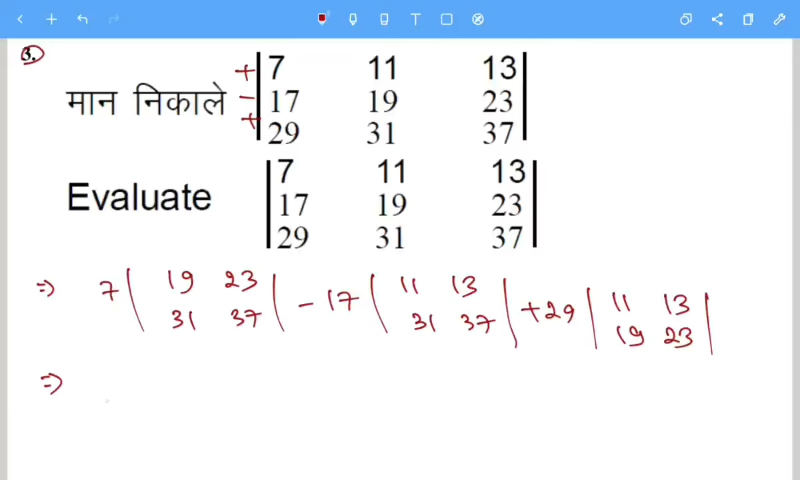 3.
+ | 7 11 13 |
मान निकाले - | 17 19 23 |
+ | 29 31 37 |
| 7 11 13 |
Evaluate | 17 19 23 |
| 29 31 37 |
⇒ 7 | 19 23 | - 17 | 11 13 | + 29 | 11 13 |
| 31 37 | | 31 37 | | 19 23 |
⇒